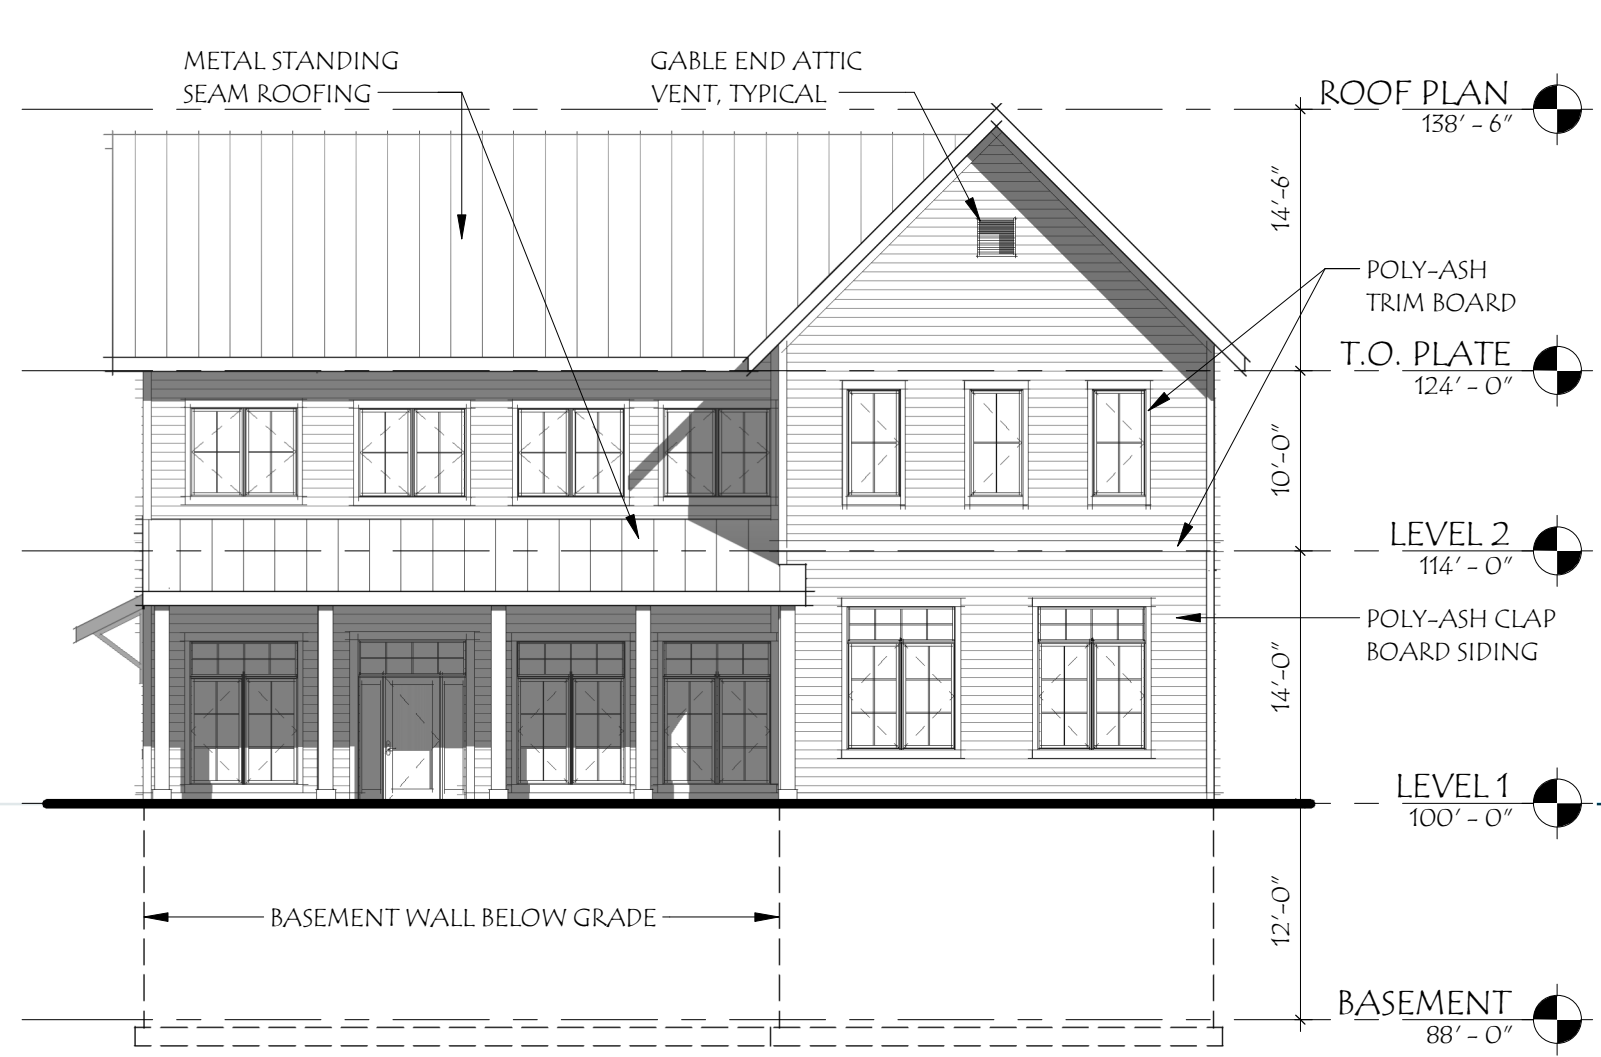 METAL STANDING
SEAM ROOFING
GABLE END ATTIC
VENT, TYPICAL
ROOF PLAN
138' - 6"
14'-6"
POLY-ASH
TRIM BOARD
T.O. PLATE
124' - 0"
10'-0"
LEVEL 2
114' - 0"
POLY-ASH CLAP
BOARD SIDING
14'-0"
LEVEL 1
100' - 0"
BASEMENT WALL BELOW GRADE
12'-0"
BASEMENT
88' - 0"